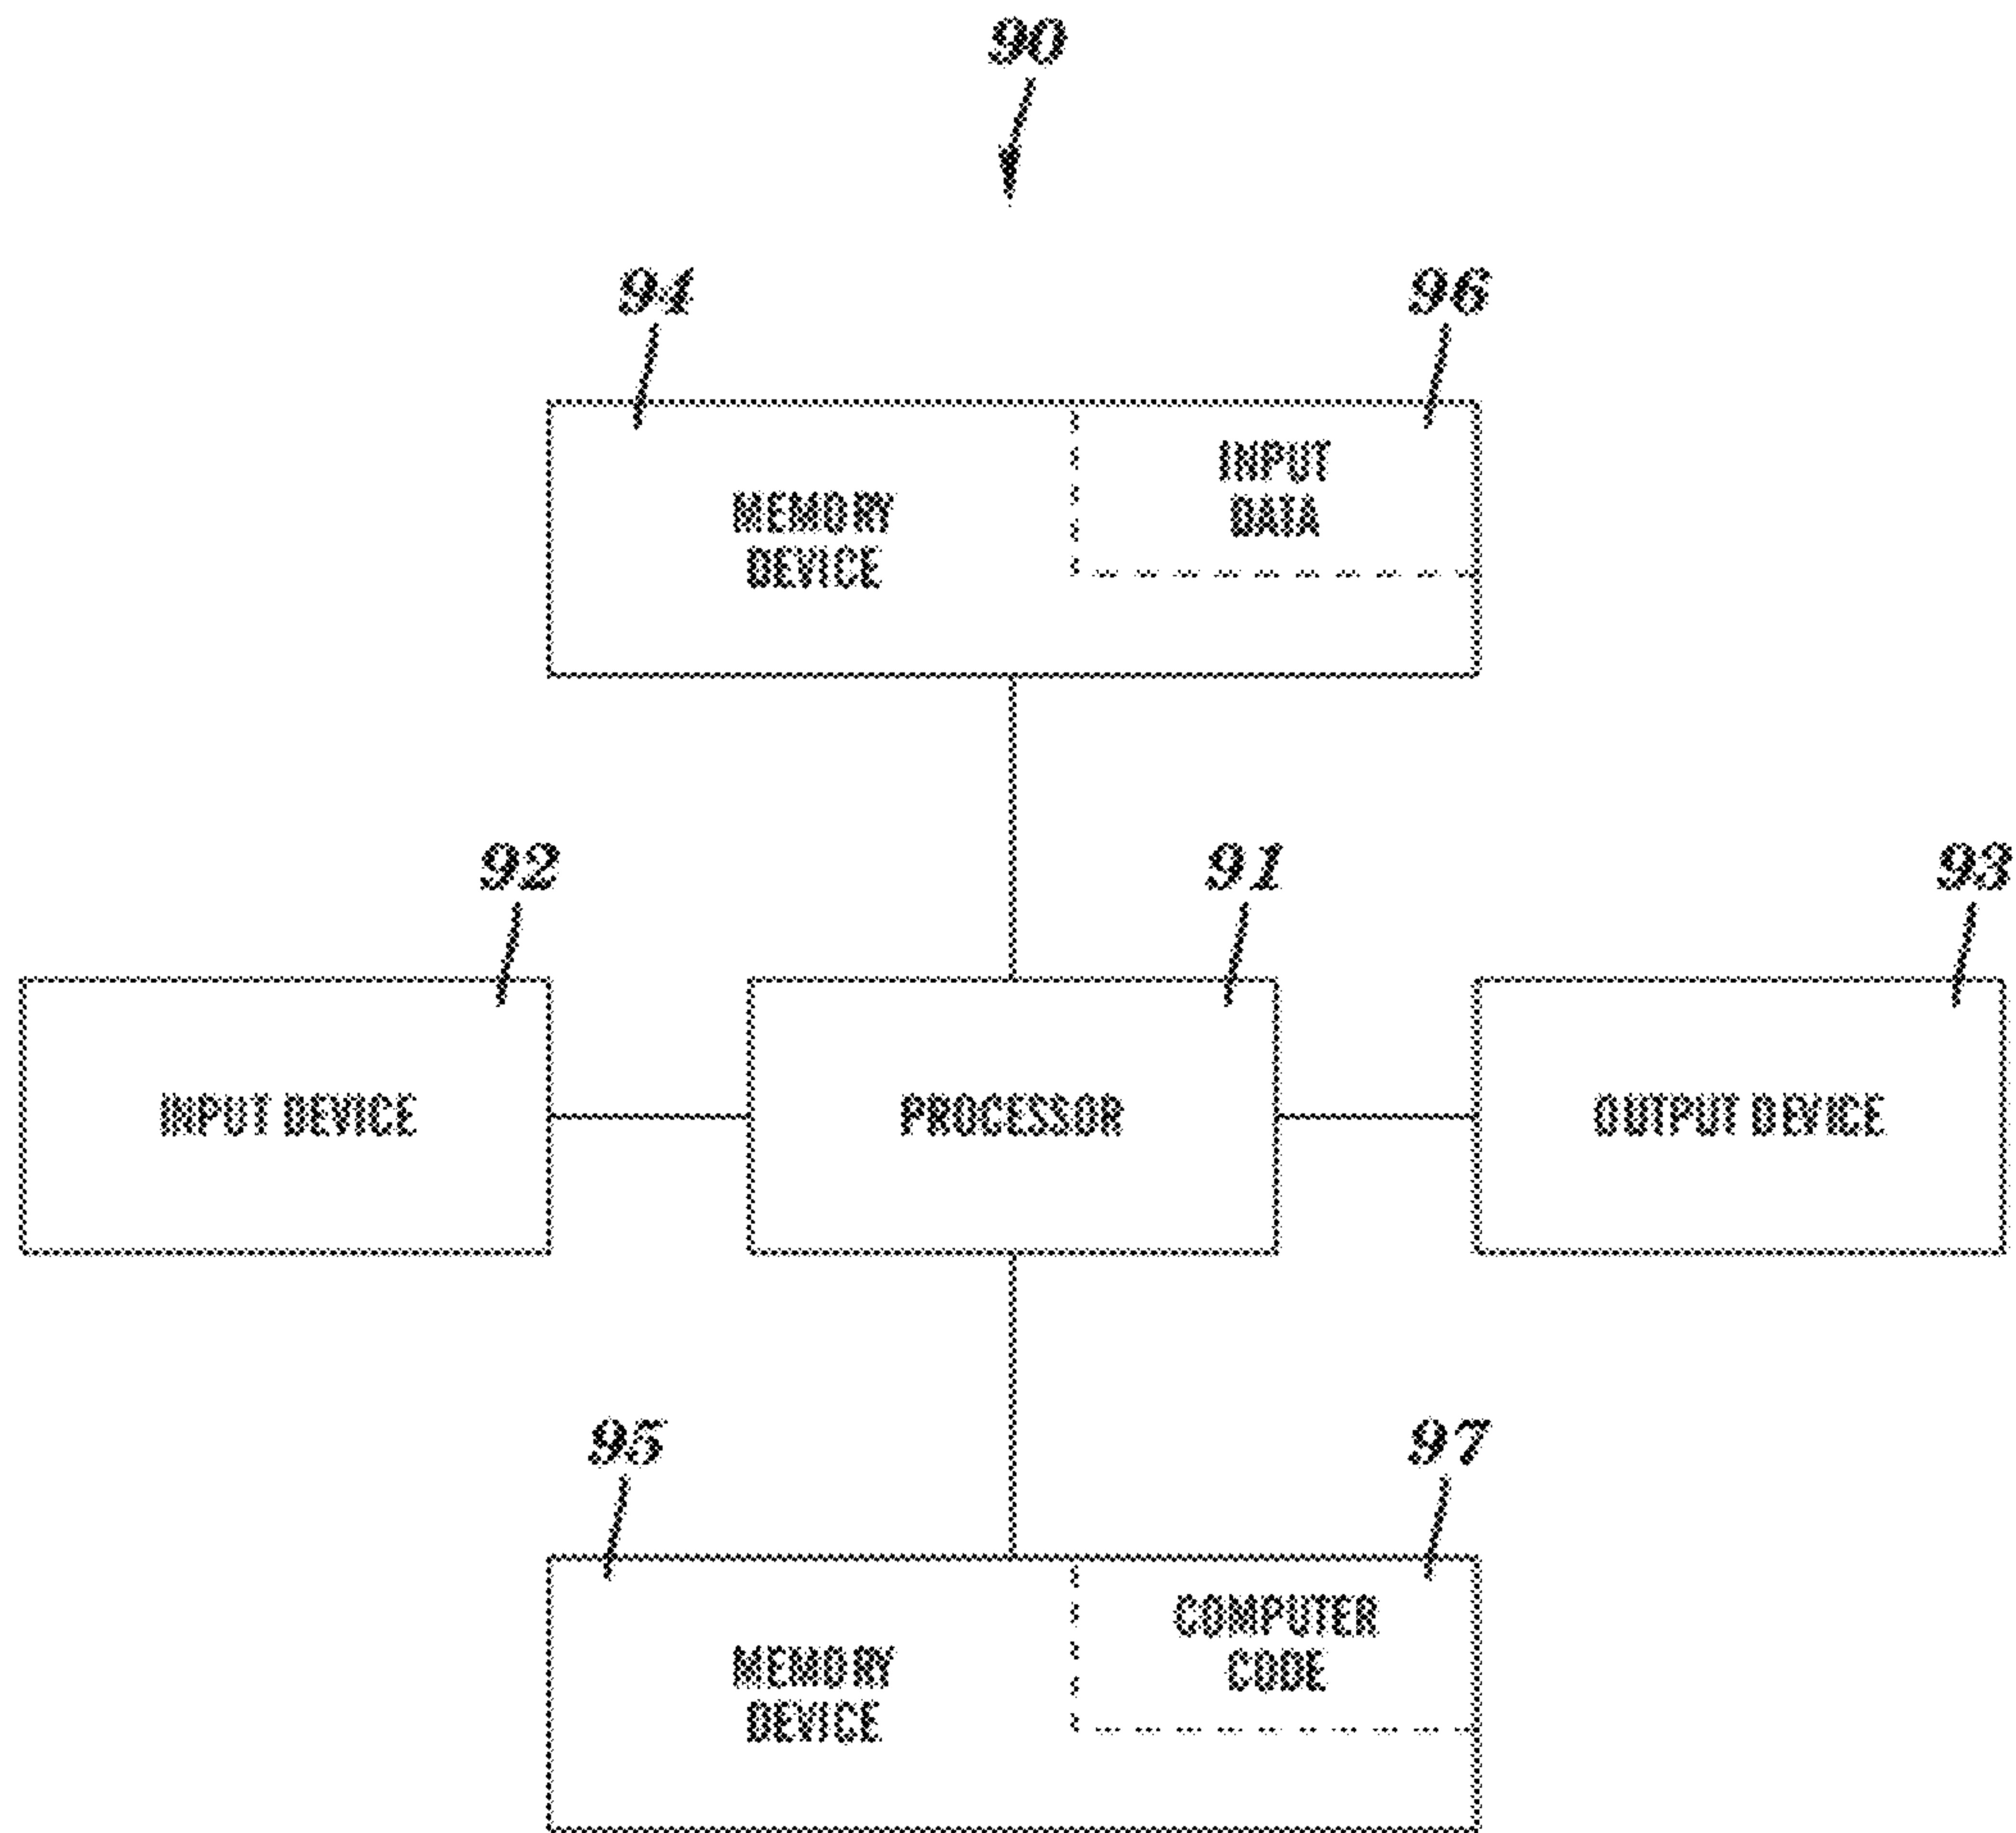 90
94
96
MEMORY
DEVICE
INPUT
DATA
92
91
93
INPUT DEVICE
PROCESSOR
OUTPUT DEVICE
95
97
MEMORY
DEVICE
COMPUTER
CODE